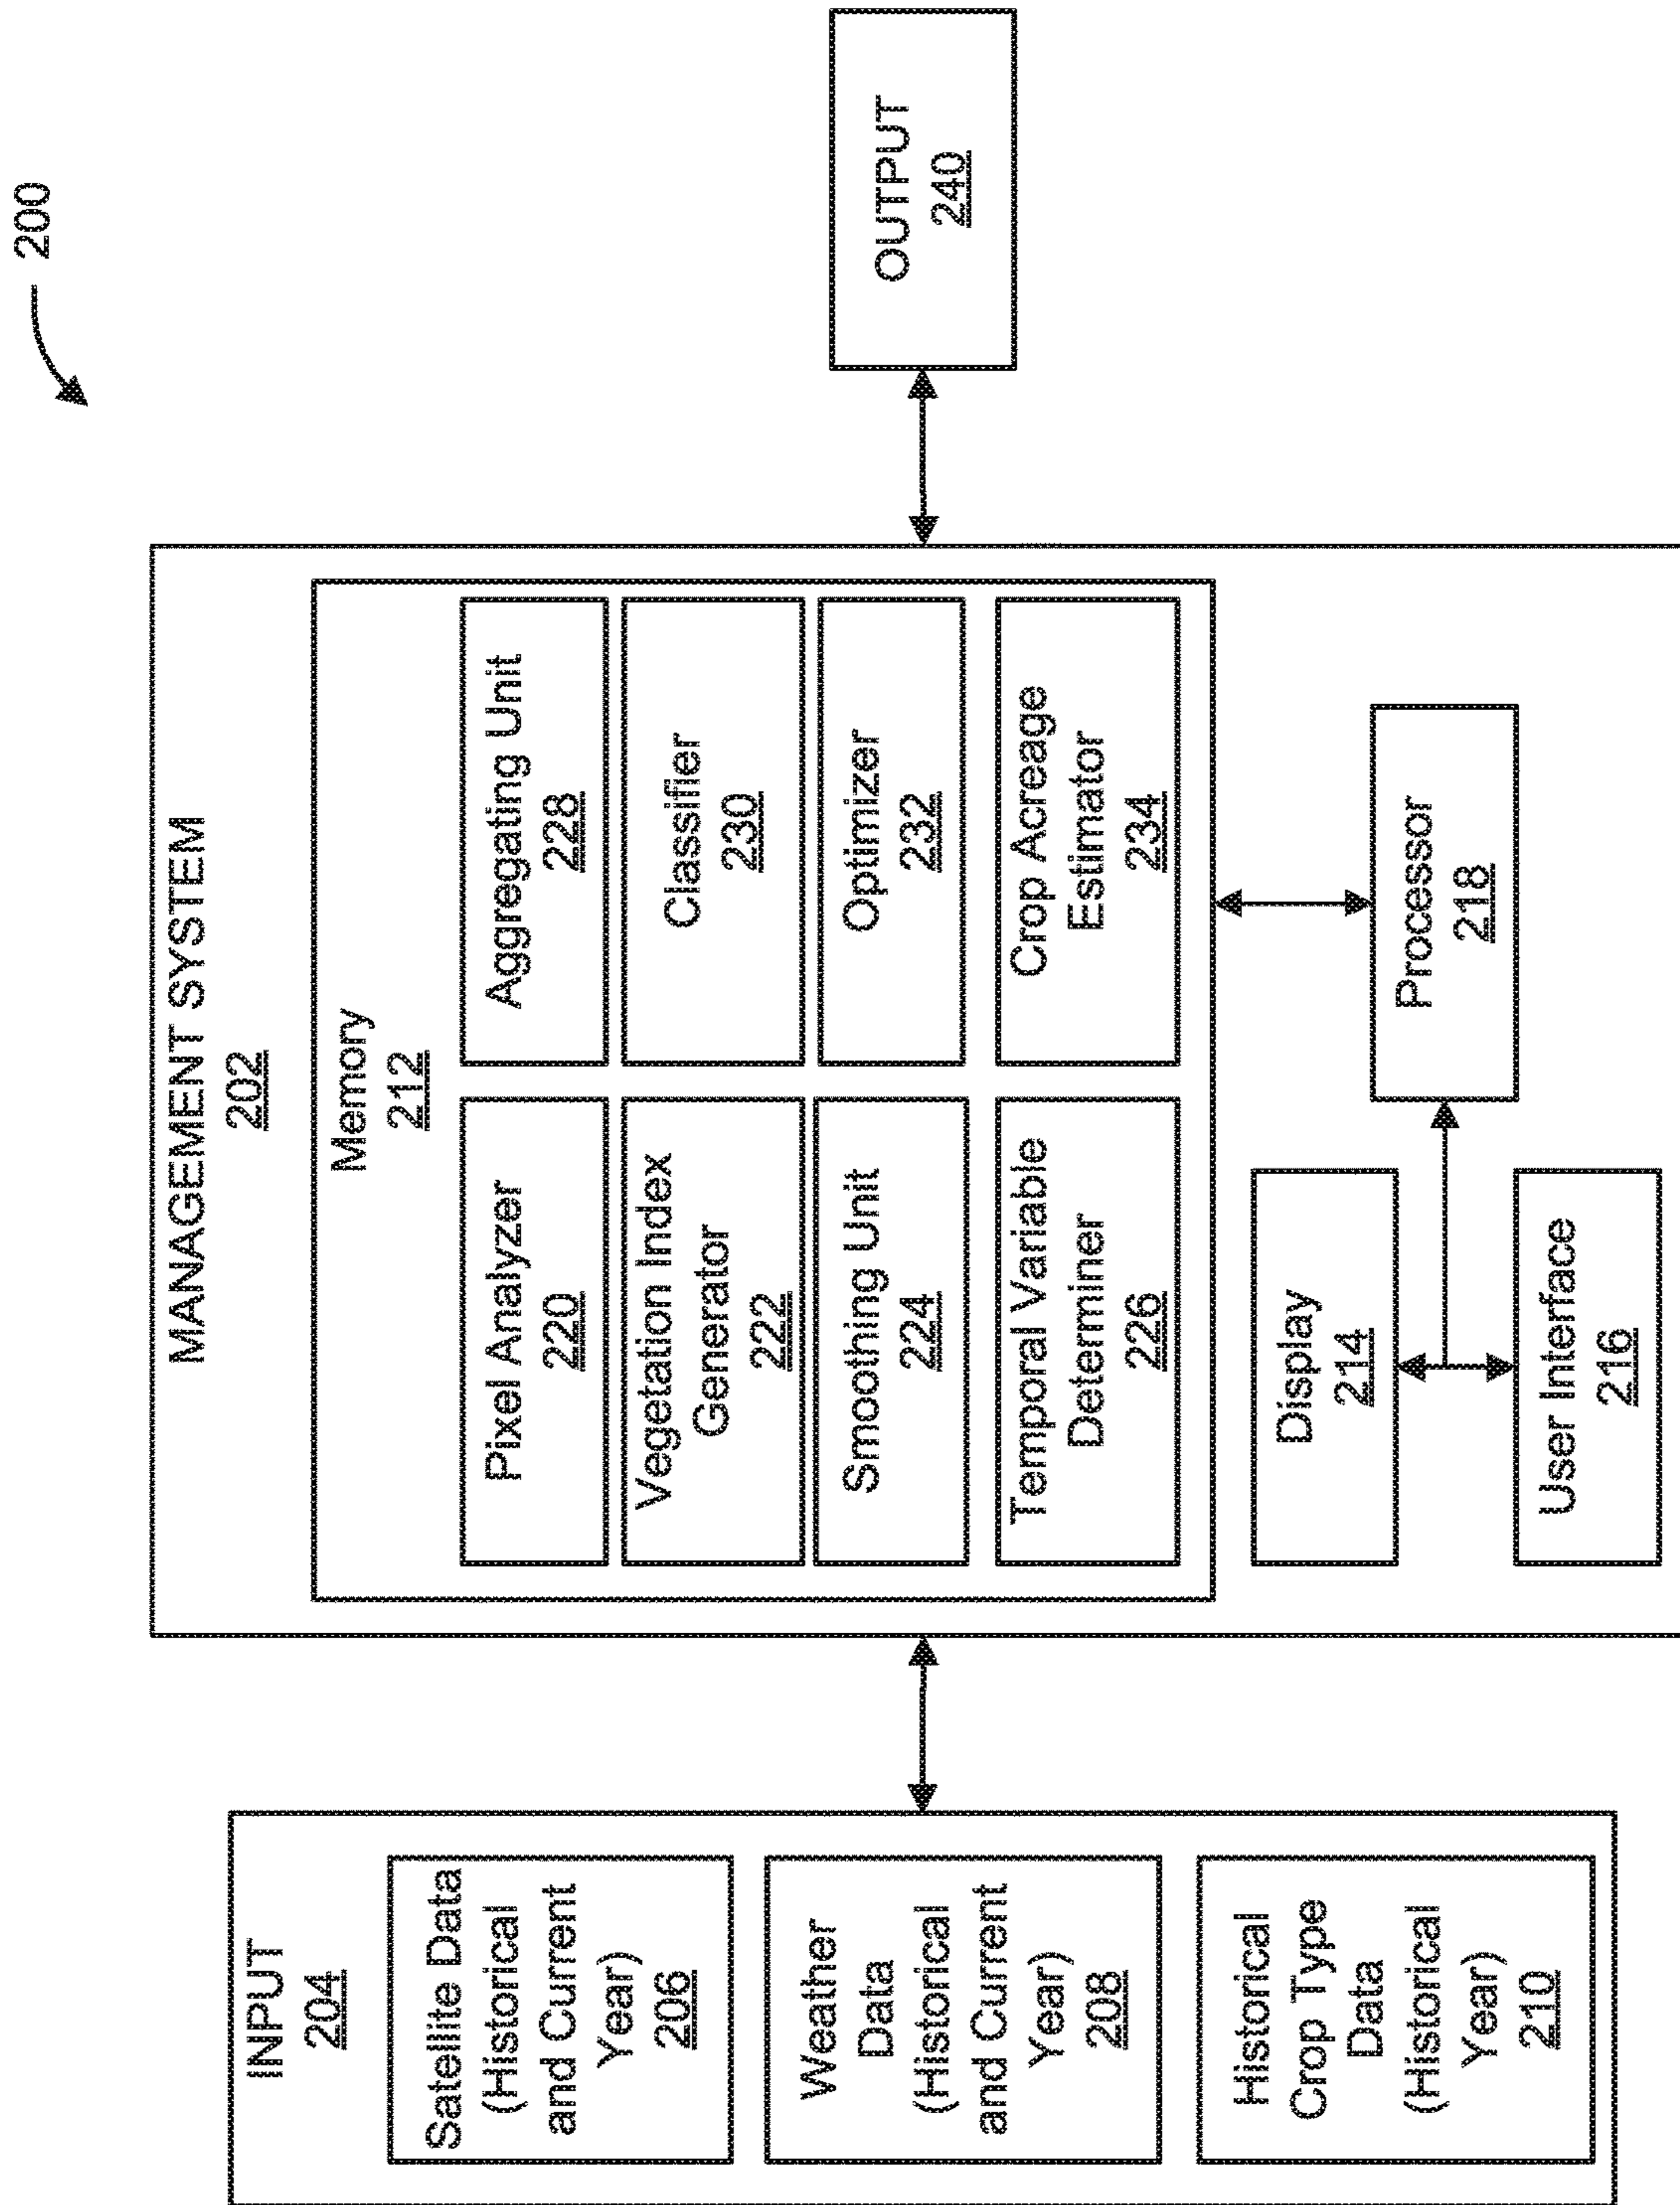 200
INPUT
204
Satellite Data
(Historical
and Current
Year)
206
Weather
Data
(Historical
and Current
Year)
208
Historical
Crop Type
Data
(Historical
Year)
210
MANAGEMENT SYSTEM
202
Memory
212
Pixel Analyzer
220
Aggregating Unit
228
Vegetation Index
Generator
222
Classifier
230
Smoothing Unit
224
Optimizer
232
Temporal Variable
Determiner
226
Crop Acreage
Estimator
234
Display
214
User Interface
216
Processor
218
OUTPUT
240